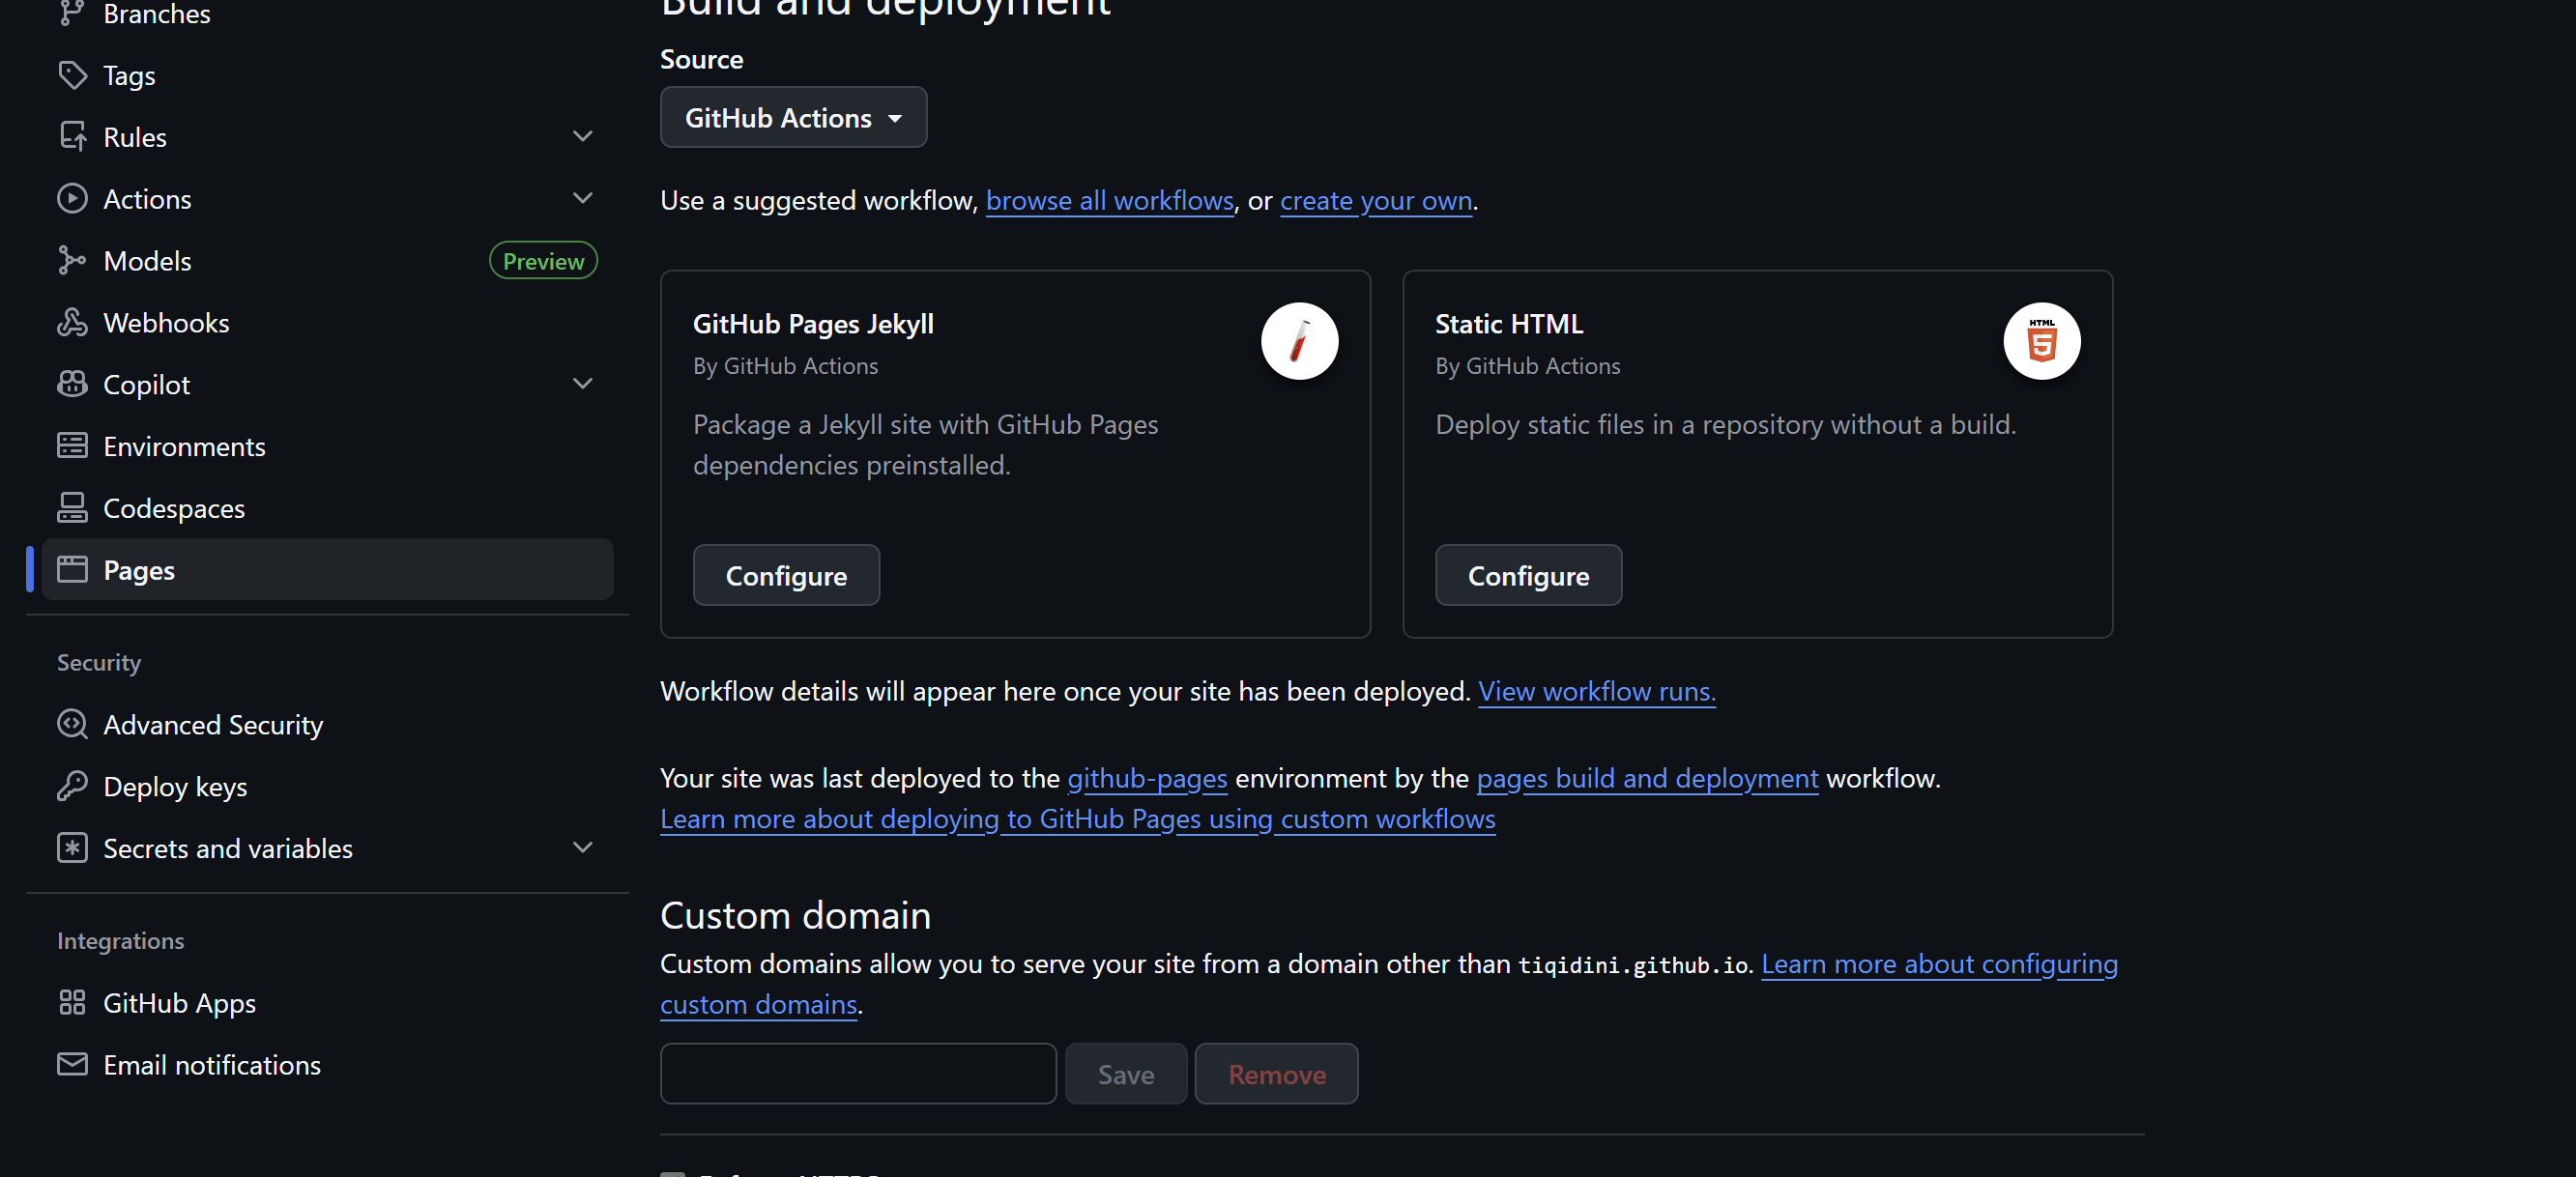 Branches
Tags
Rules
Actions
Models
Preview
Webhooks
Copilot
Environments
Codespaces
Pages
Security
Advanced Security
Deploy keys
Secrets and variables
Integrations
GitHub Apps
Email notifications
Build and deployment
Source
GitHub Actions
Use a suggested workflow, browse all workflows, or create your own.
GitHub Pages Jekyll
By GitHub Actions
Package a Jekyll site with GitHub Pages
dependencies preinstalled.
Configure
Static HTML
HTML
5
By GitHub Actions
Deploy static files in a repository without a build.
Configure
Workflow details will appear here once your site has been deployed. View workflow runs.
Your site was last deployed to the github-pages environment by the pages build and deployment workflow.
Learn more about deploying to GitHub Pages using custom workflows
Custom domain
Custom domains allow you to serve your site from a domain other than tiqidini.github.io. Learn more about configuring
custom domains.
Save
Remove